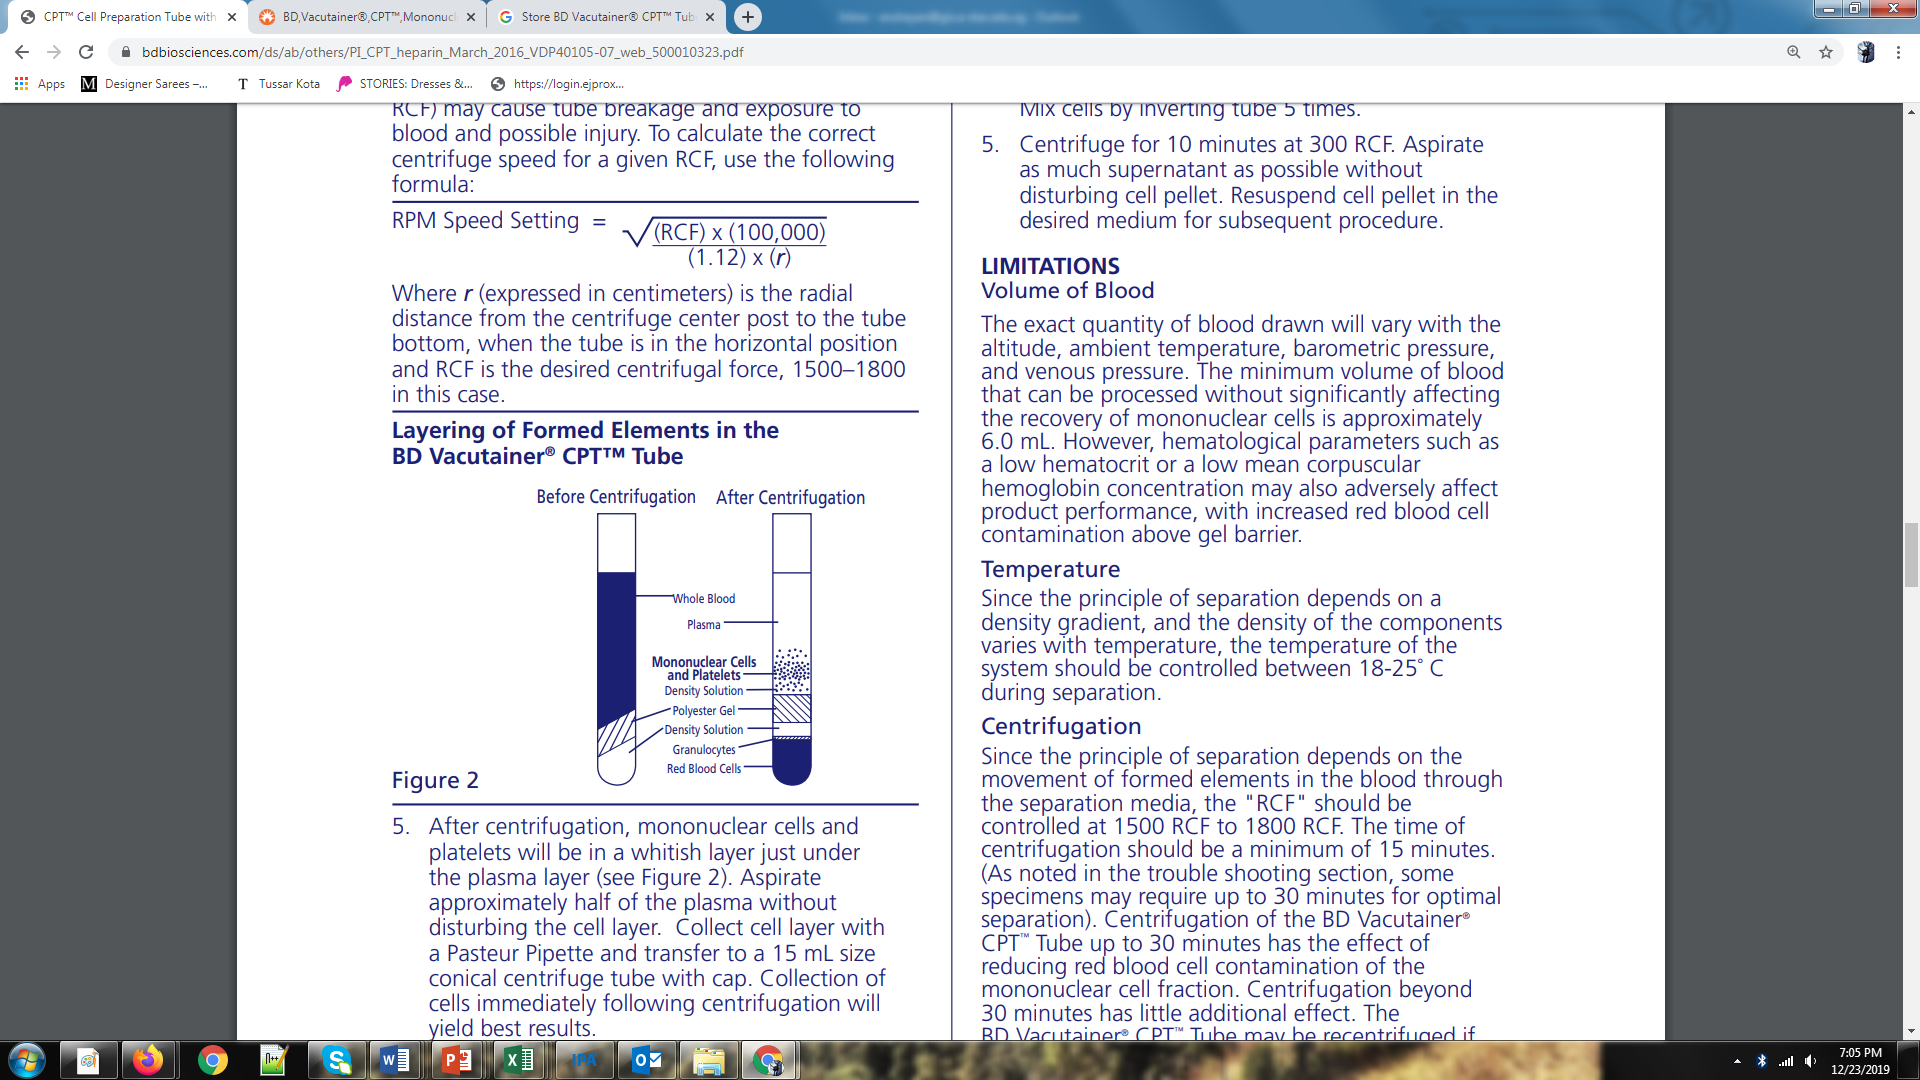 CPT™ Cell Preparation Tube with
BD,Vacutainer®,CPT™,Mononucl
Store BD Vacutainer® CPT™ Tub
bdbiosciences.com/ds/ab/others/PI_CPT_heparin_March_2016_VDP40105-07_web_500010323.pdf
Apps
Designer Sarees –...
Tussar Kota
STORIES: Dresses &...
https://login.ejprox...
RCF) may cause tube breakage and exposure to
blood and possible injury. To calculate the correct
centrifuge speed for a given RCF, use the following
formula:
RPM Speed Setting = √(RCF) x (100,000)
(1.12) x (r)
Where r (expressed in centimeters) is the radial
distance from the centrifuge center post to the tube
bottom, when the tube is in the horizontal position
and RCF is the desired centrifugal force, 1500–1800
in this case.
Layering of Formed Elements in the
BD Vacutainer® CPT™ Tube
Before Centrifugation After Centrifugation
Whole Blood
Plasma
Mononuclear Cells
and Platelets
Density Solution
Polyester Gel
Density Solution
Granulocytes
Red Blood Cells
Figure 2
5. After centrifugation, mononuclear cells and
platelets will be in a whitish layer just under
the plasma layer (see Figure 2). Aspirate
approximately half of the plasma without
disturbing the cell layer. Collect cell layer with
a Pasteur Pipette and transfer to a 15 mL size
conical centrifuge tube with cap. Collection of
cells immediately following centrifugation will
yield best results.
Mix cells by inverting tube 5 times.
5. Centrifuge for 10 minutes at 300 RCF. Aspirate
as much supernatant as possible without
disturbing cell pellet. Resuspend cell pellet in the
desired medium for subsequent procedure.
LIMITATIONS
Volume of Blood
The exact quantity of blood drawn will vary with the
altitude, ambient temperature, barometric pressure,
and venous pressure. The minimum volume of blood
that can be processed without significantly affecting
the recovery of mononuclear cells is approximately
6.0 mL. However, hematological parameters such as
a low hematocrit or a low mean corpuscular
hemoglobin concentration may also adversely affect
product performance, with increased red blood cell
contamination above gel barrier.
Temperature
Since the principle of separation depends on a
density gradient, and the density of the components
varies with temperature, the temperature of the
system should be controlled between 18-25° C
during separation.
Centrifugation
Since the principle of separation depends on the
movement of formed elements in the blood through
the separation media, the "RCF" should be
controlled at 1500 RCF to 1800 RCF. The time of
centrifugation should be a minimum of 15 minutes.
(As noted in the trouble shooting section, some
specimens may require up to 30 minutes for optimal
separation). Centrifugation of the BD Vacutainer®
CPT™ Tube up to 30 minutes has the effect of
reducing red blood cell contamination of the
mononuclear cell fraction. Centrifugation beyond
30 minutes has little additional effect. The
BD Vacutainer® CPT™ Tube may be recentrifuged if
IPA
7:05 PM
12/23/2019